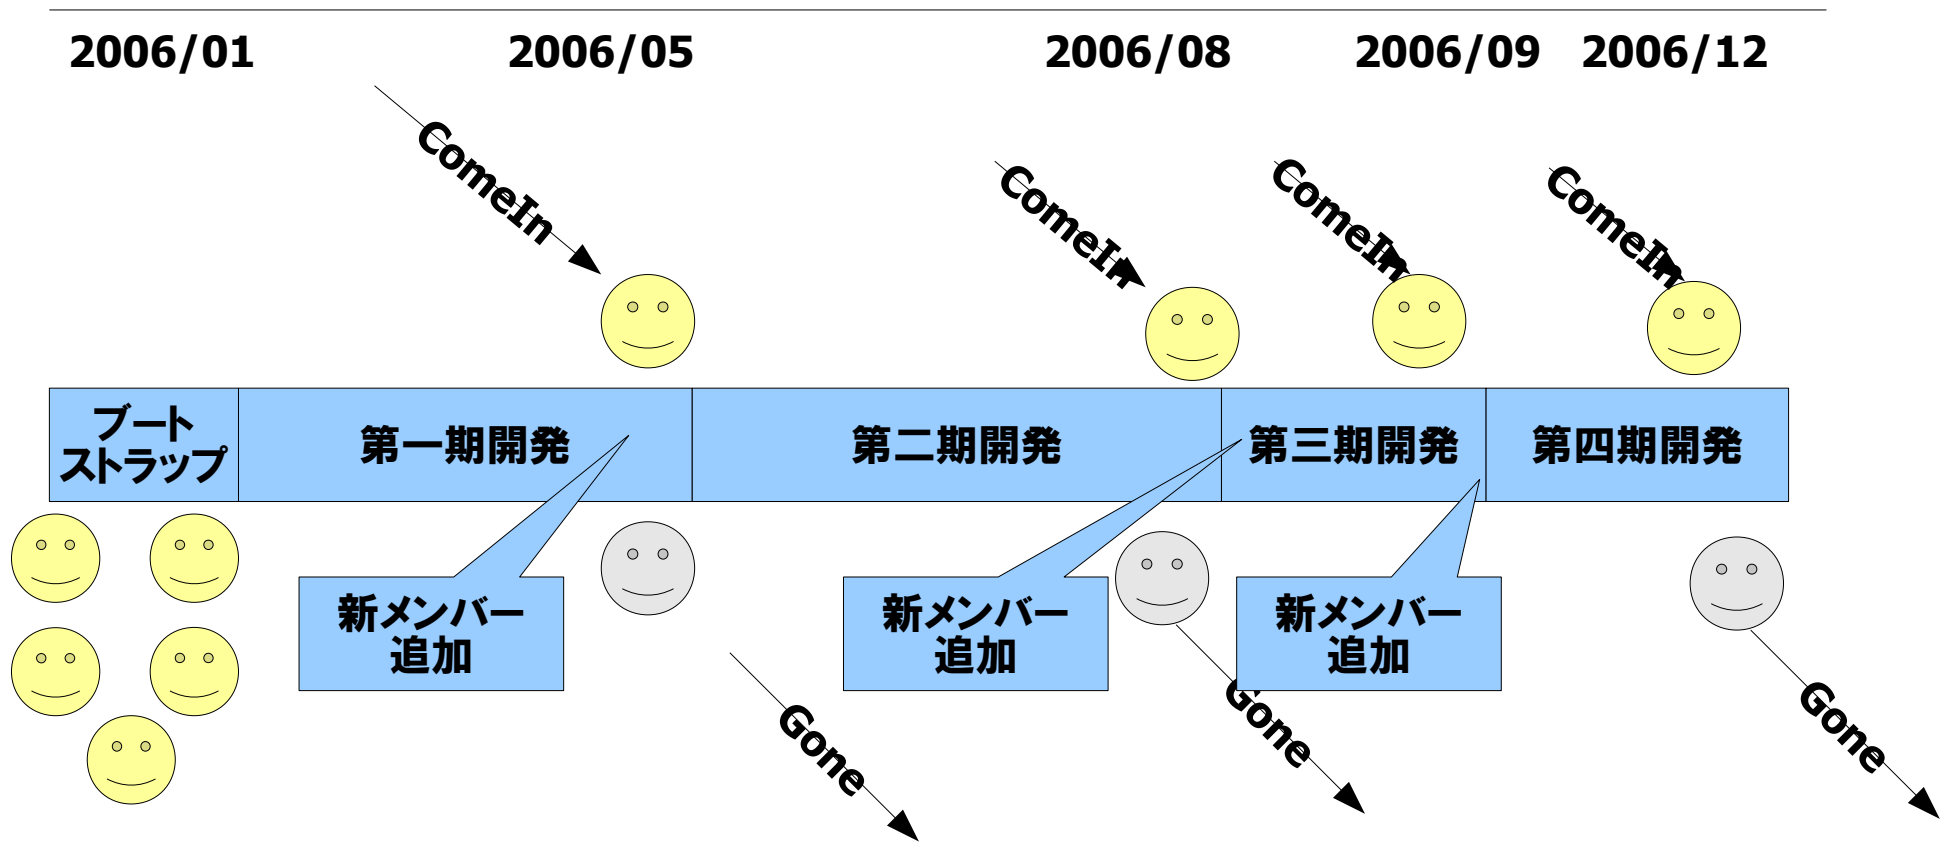 2006/01
2006/05
2006/08
2006/09
2006/12
ComeIn
ComeIn
ComeIn
ComeIn
ブート
ストラップ
第一期開発
第二期開発
第三期開発
第四期開発
新メンバー
追加
新メンバー
追加
新メンバー
追加
Gone
Gone
Gone